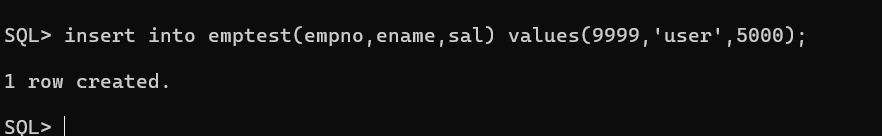 SQL> insert into emptest(empno,ename,sal) values(9999,'user',5000);
1 row created.
SQL>